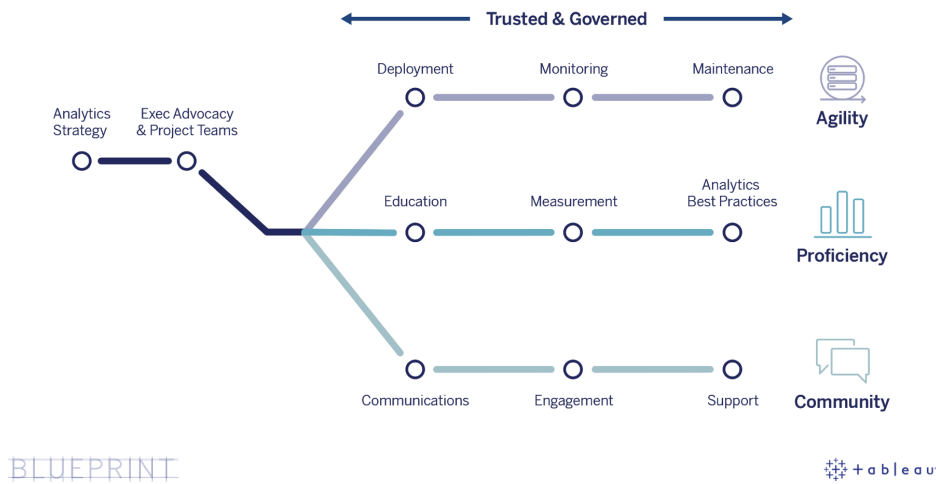 Trusted & Governed
Deployment
Monitoring
Maintenance
Agility
Analytics
Strategy
Exec Advocacy
& Project Teams
Education
Measurement
Analytics
Best Practices
Proficiency
Communications
Engagement
Support
Community
BLUEPRINT
tableau